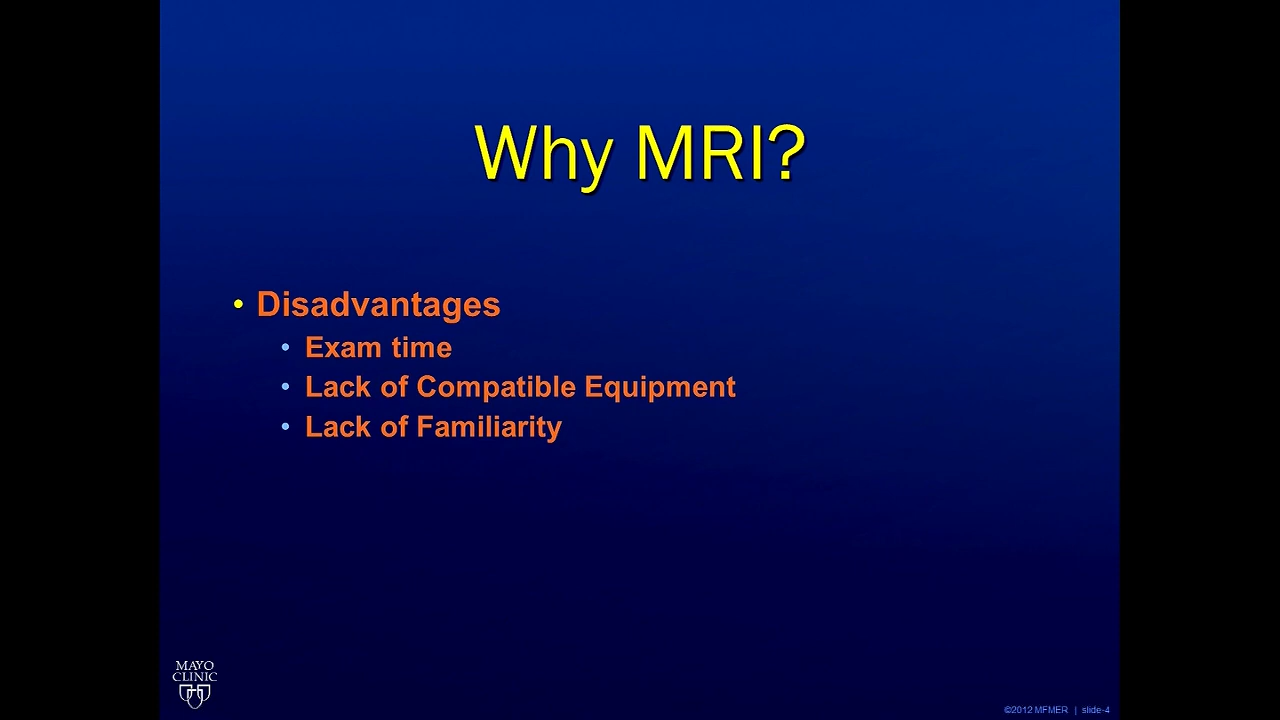 Why MRI?
• Disadvantages
• Exam time
• Lack of Compatible Equipment
• Lack of Familiarity
MAYO
CLINIC
©2012 MFMER | slide-4